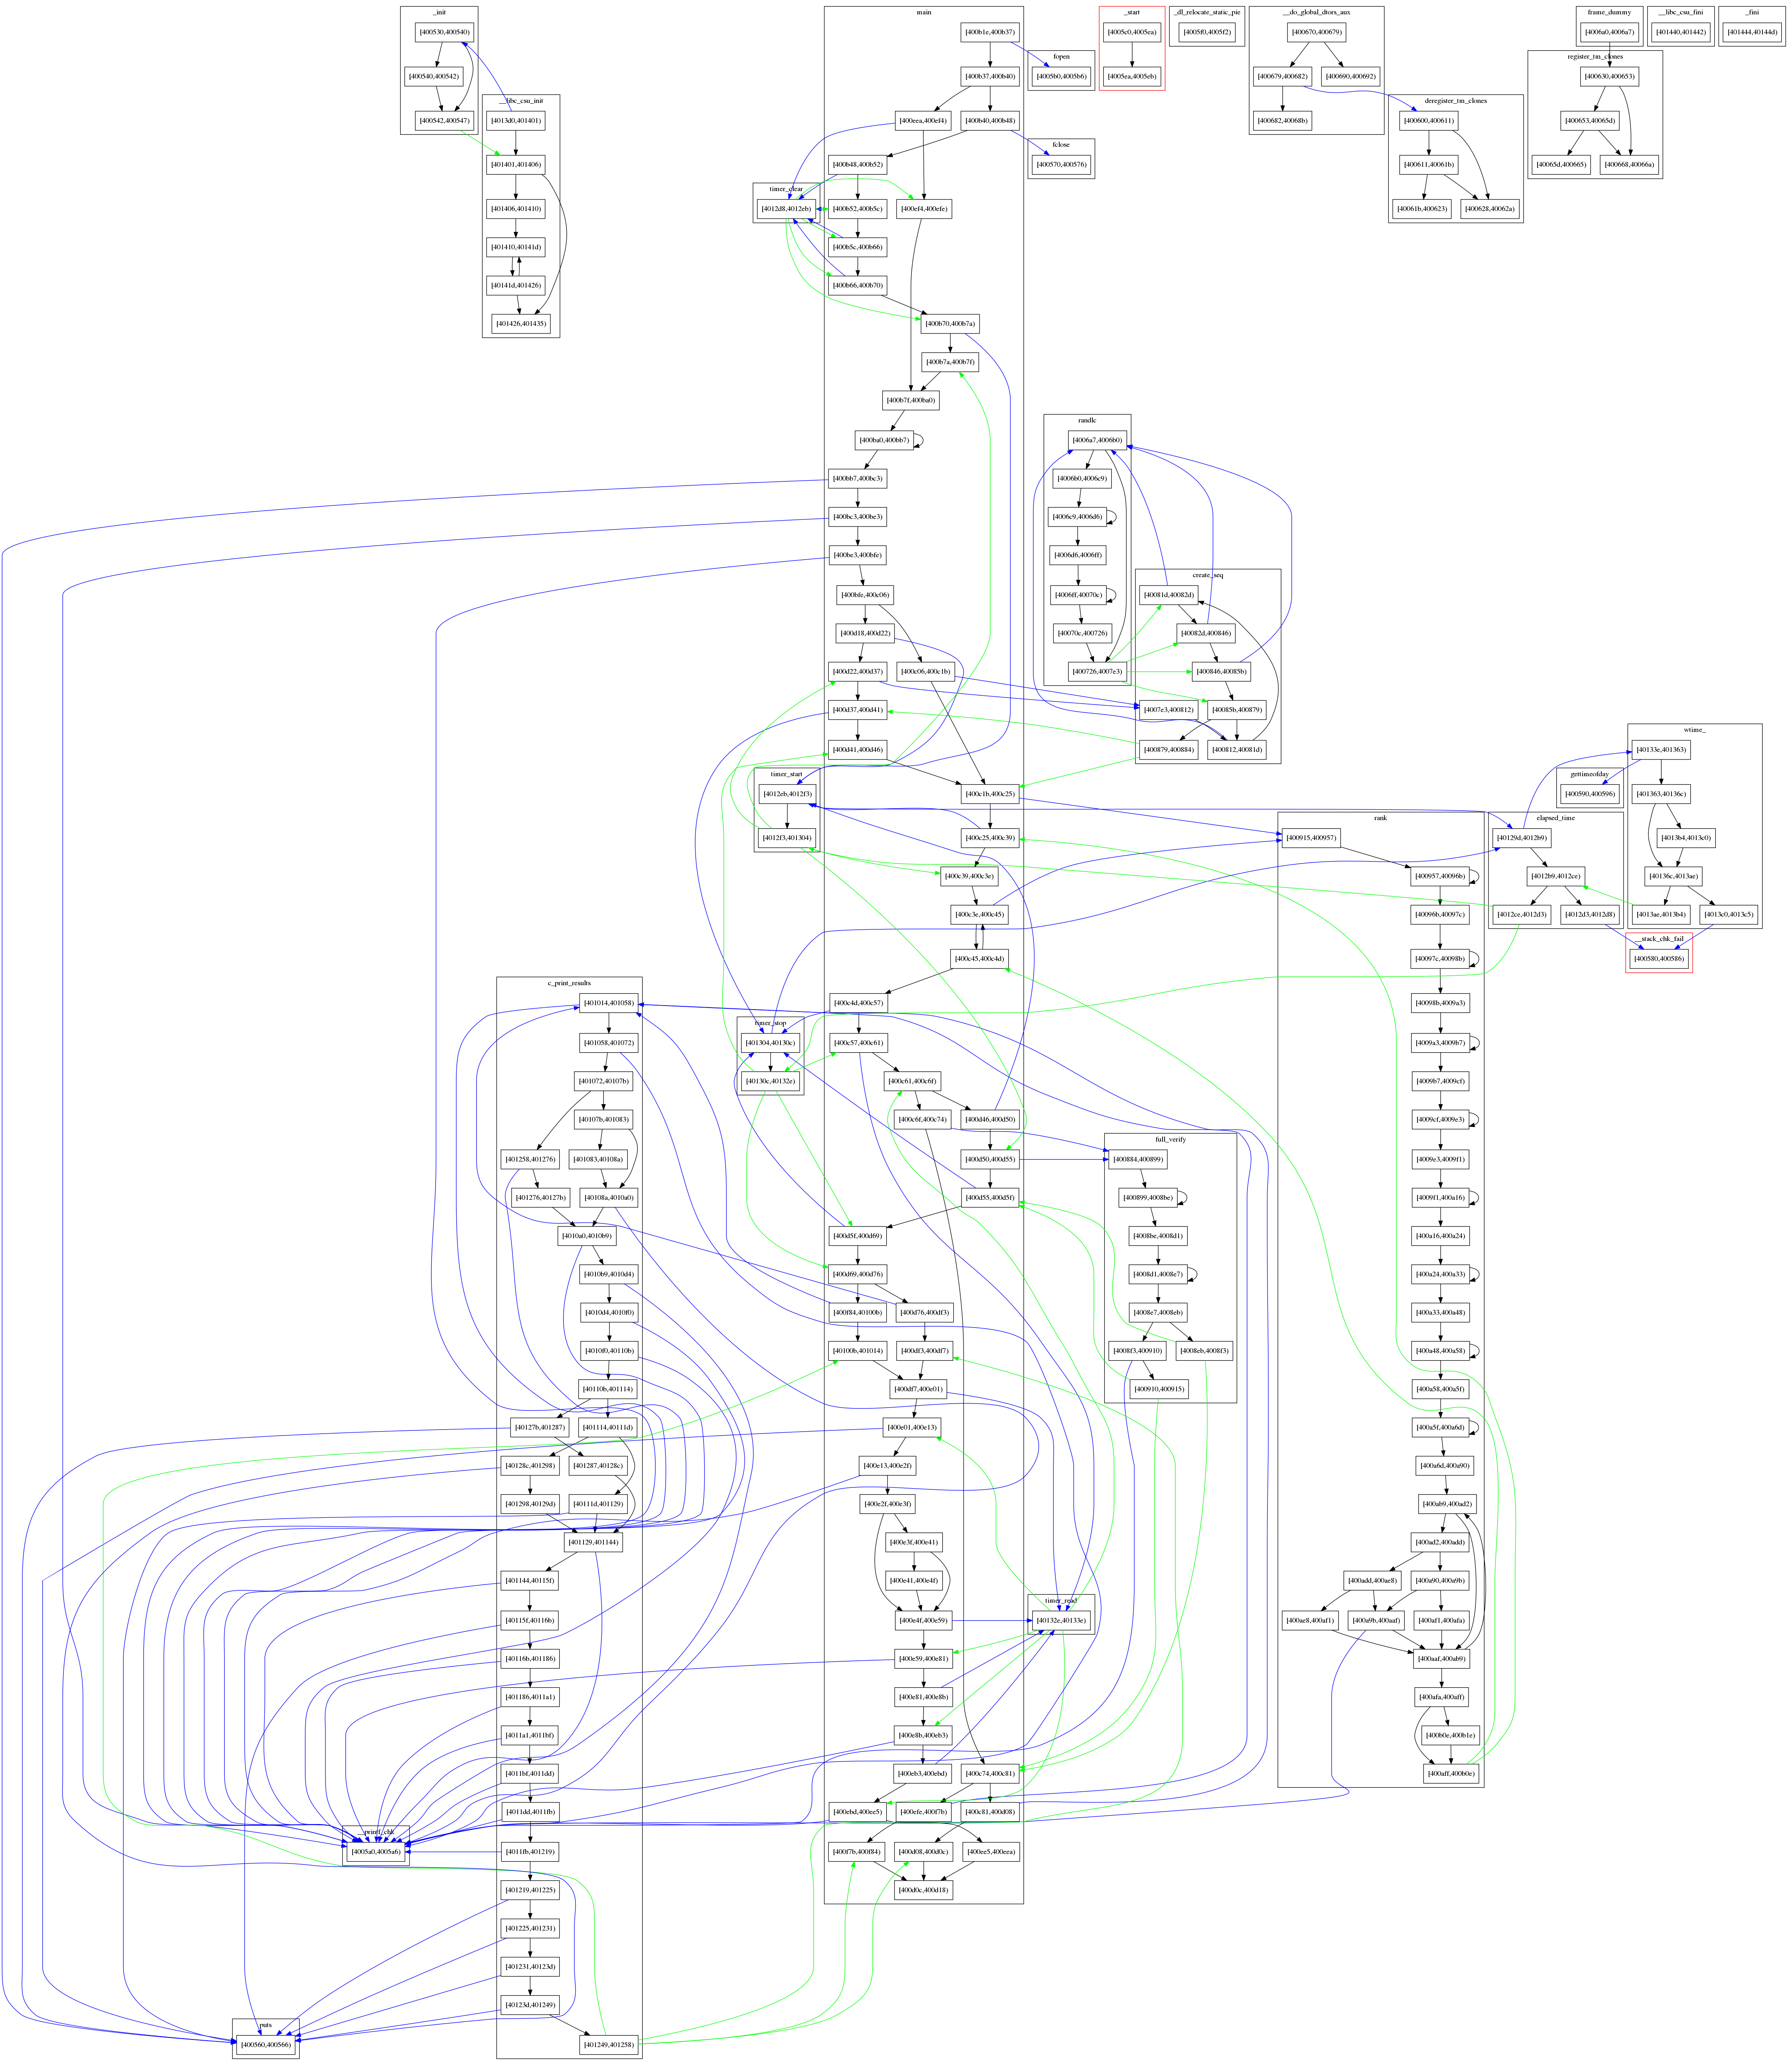 _init
[400530,400540)
[400540,400542)
[400542,400547)
__libc_csu_init
[4013d0,401401)
[401401,401406)
[401406,401410)
[401410,40141d)
[40141d,401426)
[401426,401435)
main
[400b1e,400b37)
[400b37,400b40)
[400eea,400ef4)
[400b40,400b48)
[400b48,400b52)
[400b52,400b5c)
[400ef4,400efe)
[400b5c,400b66)
[400b66,400b70)
[400b70,400b7a)
[400b7a,400b7f)
[400b7f,400ba0)
[400ba0,400bb7)
[400bb7,400bc3)
[400bc3,400be3)
[400be3,400bfe)
[400bfe,400c06)
[400d18,400d22)
[400d22,400d37)
[400c06,400c1b)
[400d37,400d41)
[400d41,400d46)
[400c1b,400c25)
[400c25,400c39)
[400c39,400c3e)
[400c3e,400c45)
[400c45,400c4d)
[400c4d,400c57)
[400c57,400c61)
[400c61,400c6f)
[400c6f,400c74)
[400d46,400d50)
[400d50,400d55)
[400d55,400d5f)
[400d5f,400d69)
[400d69,400d76)
[400f84,40100b)
[400d76,400df3)
[40100b,401014)
[400df3,400df7)
[400df7,400e01)
[400e01,400e13)
[400e13,400e2f)
[400e2f,400e3f)
[400e3f,400e41)
[400e41,400e4f)
[400e4f,400e59)
[400e59,400e81)
[400e81,400e8b)
[400e8b,400eb3)
[400eb3,400ebd)
[400c74,400c81)
[400ebd,400ee5)
[400efe,400f7b)
[400c81,400d08)
[400f7b,400f84)
[400d08,400d0c)
[400ee5,400eea)
[400d0c,400d18)
timer_clear
[4012d8,4012eb)
fopen
[4005b0,4005b6)
fclose
[400570,400576)
_start
[4005c0,4005ea)
[4005ea,4005eb)
_dl_relocate_static_pie
[4005f0,4005f2)
__do_global_dtors_aux
[400670,400679)
[400679,400682)
[400690,400692)
[400682,40068b)
deregister_tm_clones
[400600,400611)
[400611,40061b)
[40061b,400623)
[400628,40062a)
frame_dummy
[4006a0,4006a7)
register_tm_clones
[400630,400653)
[400653,40065d)
[40065d,400665)
[400668,40066a)
__libc_csu_fini
[401440,401442)
_fini
[401444,40144d)
randlc
[4006a7,4006b0)
[4006b0,4006c9)
[4006c9,4006d6)
[4006d6,4006ff)
[4006ff,40070c)
[40070c,400726)
[400726,4007e3)
create_seq
[40081d,40082d)
[40082d,400846)
[400846,40085b)
[4007e3,400812)
[40085b,400879)
[400879,400884)
[400812,40081d)
timer_start
[4012eb,4012f3)
[4012f3,401304)
wtime_
[40133e,401363)
[401363,40136c)
[4013b4,4013c0)
[40136c,4013ae)
[4013ae,4013b4)
[4013c0,4013c5)
gettimeofday
[400590,400596)
elapsed_time
[40129d,4012b9)
[4012b9,4012ce)
[4012ce,4012d3)
[4012d3,4012d8)
__stack_chk_fail
[400580,400586)
rank
[400915,400957)
[400957,40096b)
[40096b,40097c)
[40097c,40098b)
[40098b,4009a3)
[4009a3,4009b7)
[4009b7,4009cf)
[4009cf,4009e3)
[4009e3,4009f1)
[4009f1,400a16)
[400a16,400a24)
[400a24,400a33)
[400a33,400a48)
[400a48,400a58)
[400a58,400a5f)
[400a5f,400a6d)
[400a6d,400a90)
[400ab9,400ad2)
[400ad2,400add)
[400add,400ae8)
[400a90,400a9b)
[400ae8,400af1)
[400a9b,400aaf)
[400af1,400afa)
[400aaf,400ab9)
[400afa,400aff)
[400b0e,400b1e)
[400aff,400b0e)
timer_stop
[401304,40130c)
[40130c,40132e)
full_verify
[400884,400899)
[400899,4008be)
[4008be,4008d1)
[4008d1,4008e7)
[4008e7,4008eb)
[4008f3,400910)
[4008eb,4008f3)
[400910,400915)
timer_read
[40132e,40133e)
c_print_results
[401014,401058)
[401058,401072)
[401072,40107b)
[40107b,401083)
[401258,401276)
[401083,40108a)
[401276,40127b)
[40108a,4010a0)
[4010a0,4010b9)
[4010b9,4010d4)
[4010d4,4010f0)
[4010f0,40110b)
[40110b,401114)
[40127b,401287)
[401114,40111d)
[40128c,401298)
[401287,40128c)
[401298,40129d)
[40111d,401129)
[401129,401144)
[401144,40115f)
[40115f,40116b)
[40116b,401186)
[401186,4011a1)
[4011a1,4011bf)
[4011bf,4011dd)
[4011dd,4011fb)
[4011fb,401219)
[401219,401225)
[401225,401231)
[401231,40123d)
[40123d,401249)
[401249,401258)
__printf_chk
[4005a0,4005a6)
puts
[400560,400566)